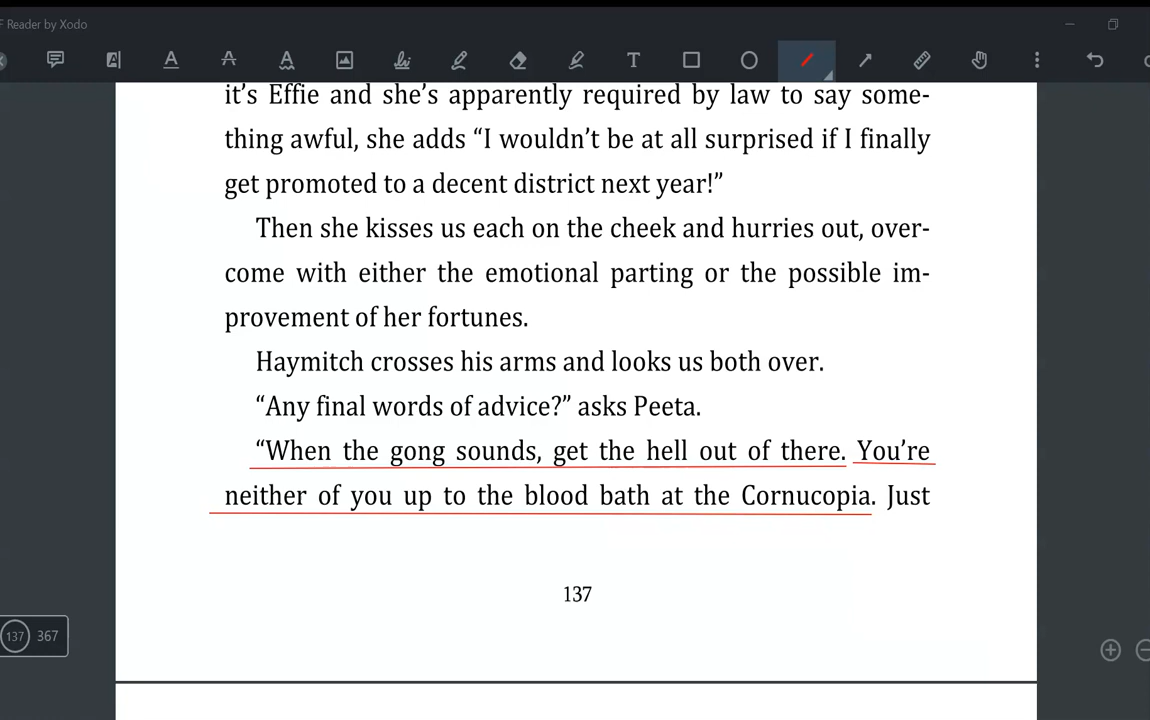 F Reader by Xodo
it’s Effie and she’s apparently required by law to say some-
thing awful, she adds “I wouldn’t be at all surprised if I finally
get promoted to a decent district next year!”
Then she kisses us each on the cheek and hurries out, over-
come with either the emotional parting or the possible im-
provement of her fortunes.
Haymitch crosses his arms and looks us both over.
“Any final words of advice?” asks Peeta.
“When the gong sounds, get the hell out of there. You’re
neither of you up to the blood bath at the Cornucopia. Just
137
137 367